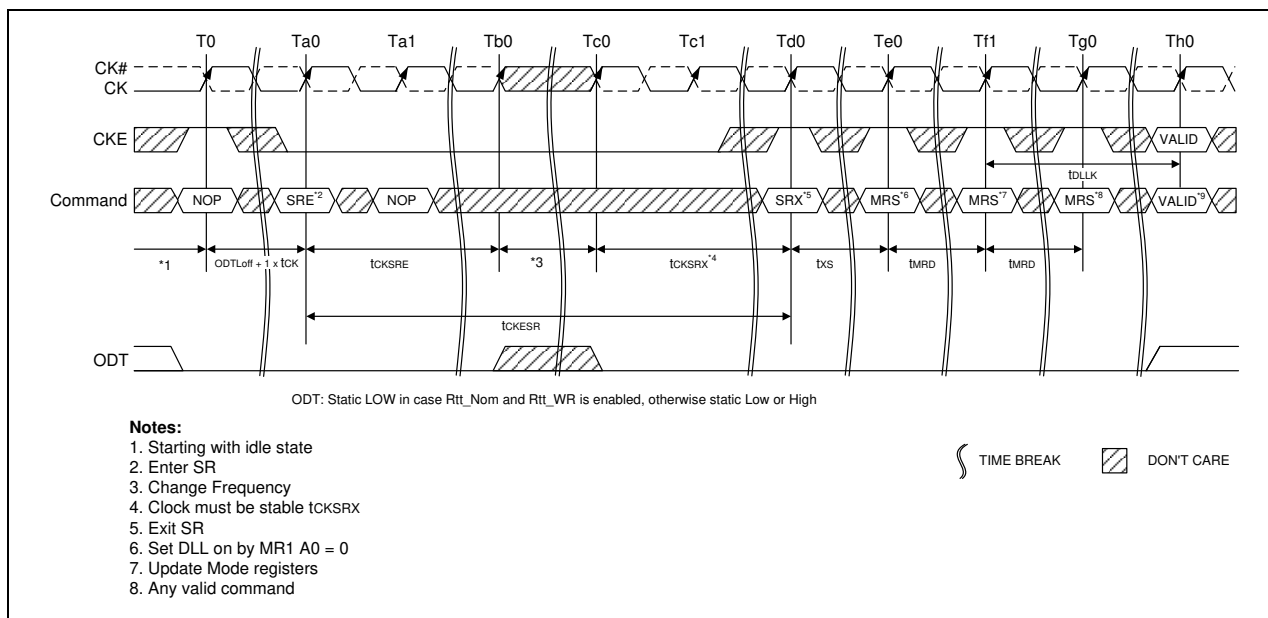 T0 Ta0 Ta1 Tb0 Tc0 Tc1 Td0 Te0 Tf1 Tg0 Th0
CK#
CK
CKE
VALID
tDLLK
Command NOP SRE*2 NOP SRX*5 MRS*6 MRS*7 MRS*8 VALID*9
*1 ODTLoff + 1 x tCK tCKSRE *3 tCKSRX*4 tXS tMRD tMRD
tCKESR
ODT
ODT: Static LOW in case Rtt_Nom and Rtt_WR is enabled, otherwise static Low or High
Notes:
1. Starting with idle state
2. Enter SR
3. Change Frequency
4. Clock must be stable tCKSRX
5. Exit SR
6. Set DLL on by MR1 A0 = 0
7. Update Mode registers
8. Any valid command
TIME BREAK DON'T CARE